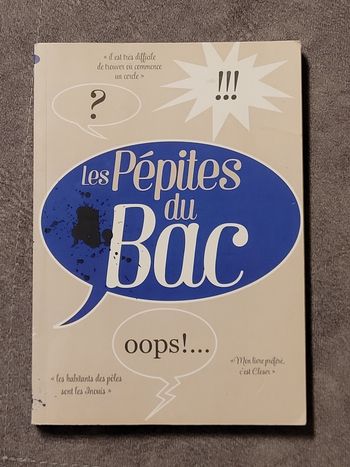 « il est très difficile
de trouver où commence
un cercle »
?
!!!
Les Pépites
du
Bac
oops!...
« Mon livre préféré,
c'est Closer »
« les habitants des pôles
sont les Inouis »